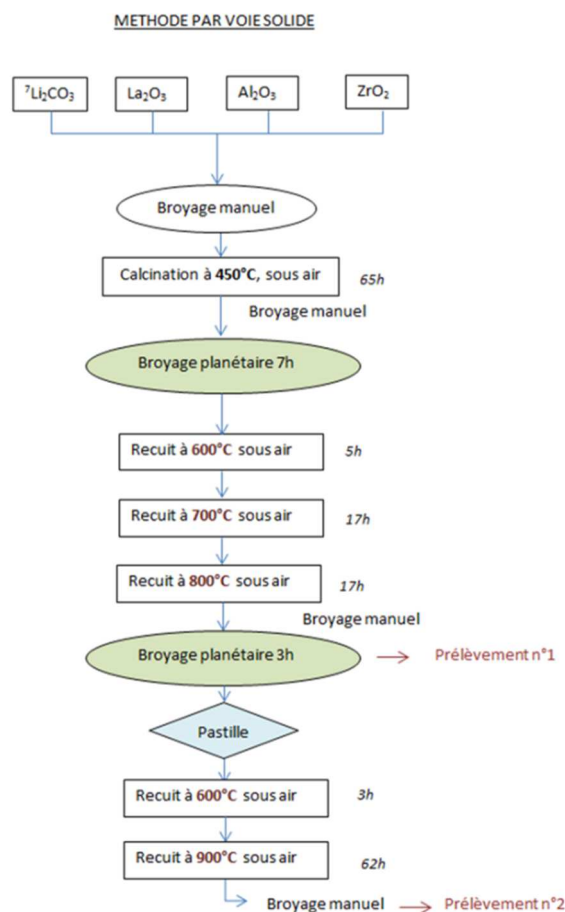 METHODE PAR VOIE SOLIDE
⁷Li₂CO₃ La₂O₃ Al₂O₃ ZrO₂
Broyage manuel
Calcination à 450°C, sous air 65h
Broyage manuel
Broyage planétaire 7h
Recuit à 600°C sous air 5h
Recuit à 700°C sous air 17h
Recuit à 800°C sous air 17h
Broyage manuel
Broyage planétaire 3h Prélèvement n°1
Pastille
Recuit à 600°C sous air 3h
Recuit à 900°C sous air 62h
Broyage manuel Prélèvement n°2